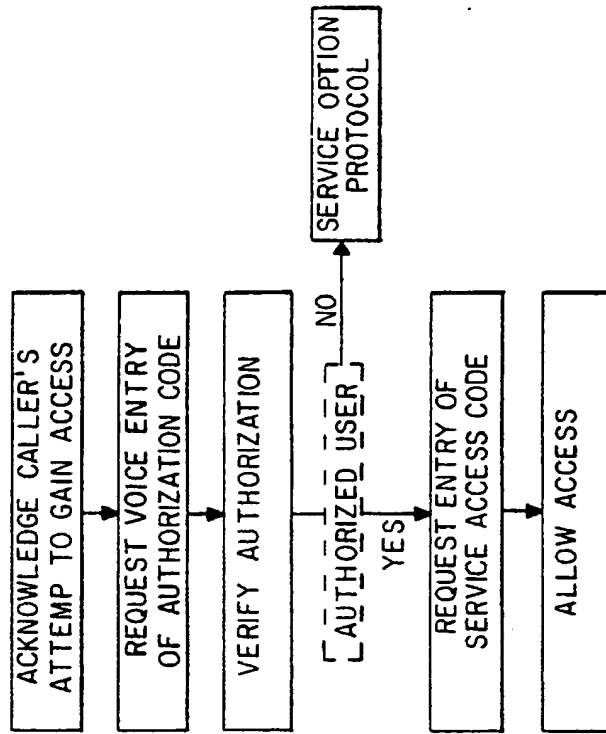 ACKNOWLEDGE CALLER'S
ATTEMP TO GAIN ACCESS
REQUEST VOICE ENTRY
OF AUTHORIZATION CODE
VERIFY AUTHORIZATION
AUTHORIZED USER
NO
SERVICE OPTION
PROTOCOL
YES
REQUEST ENTRY OF
SERVICE ACCESS CODE
ALLOW ACCESS